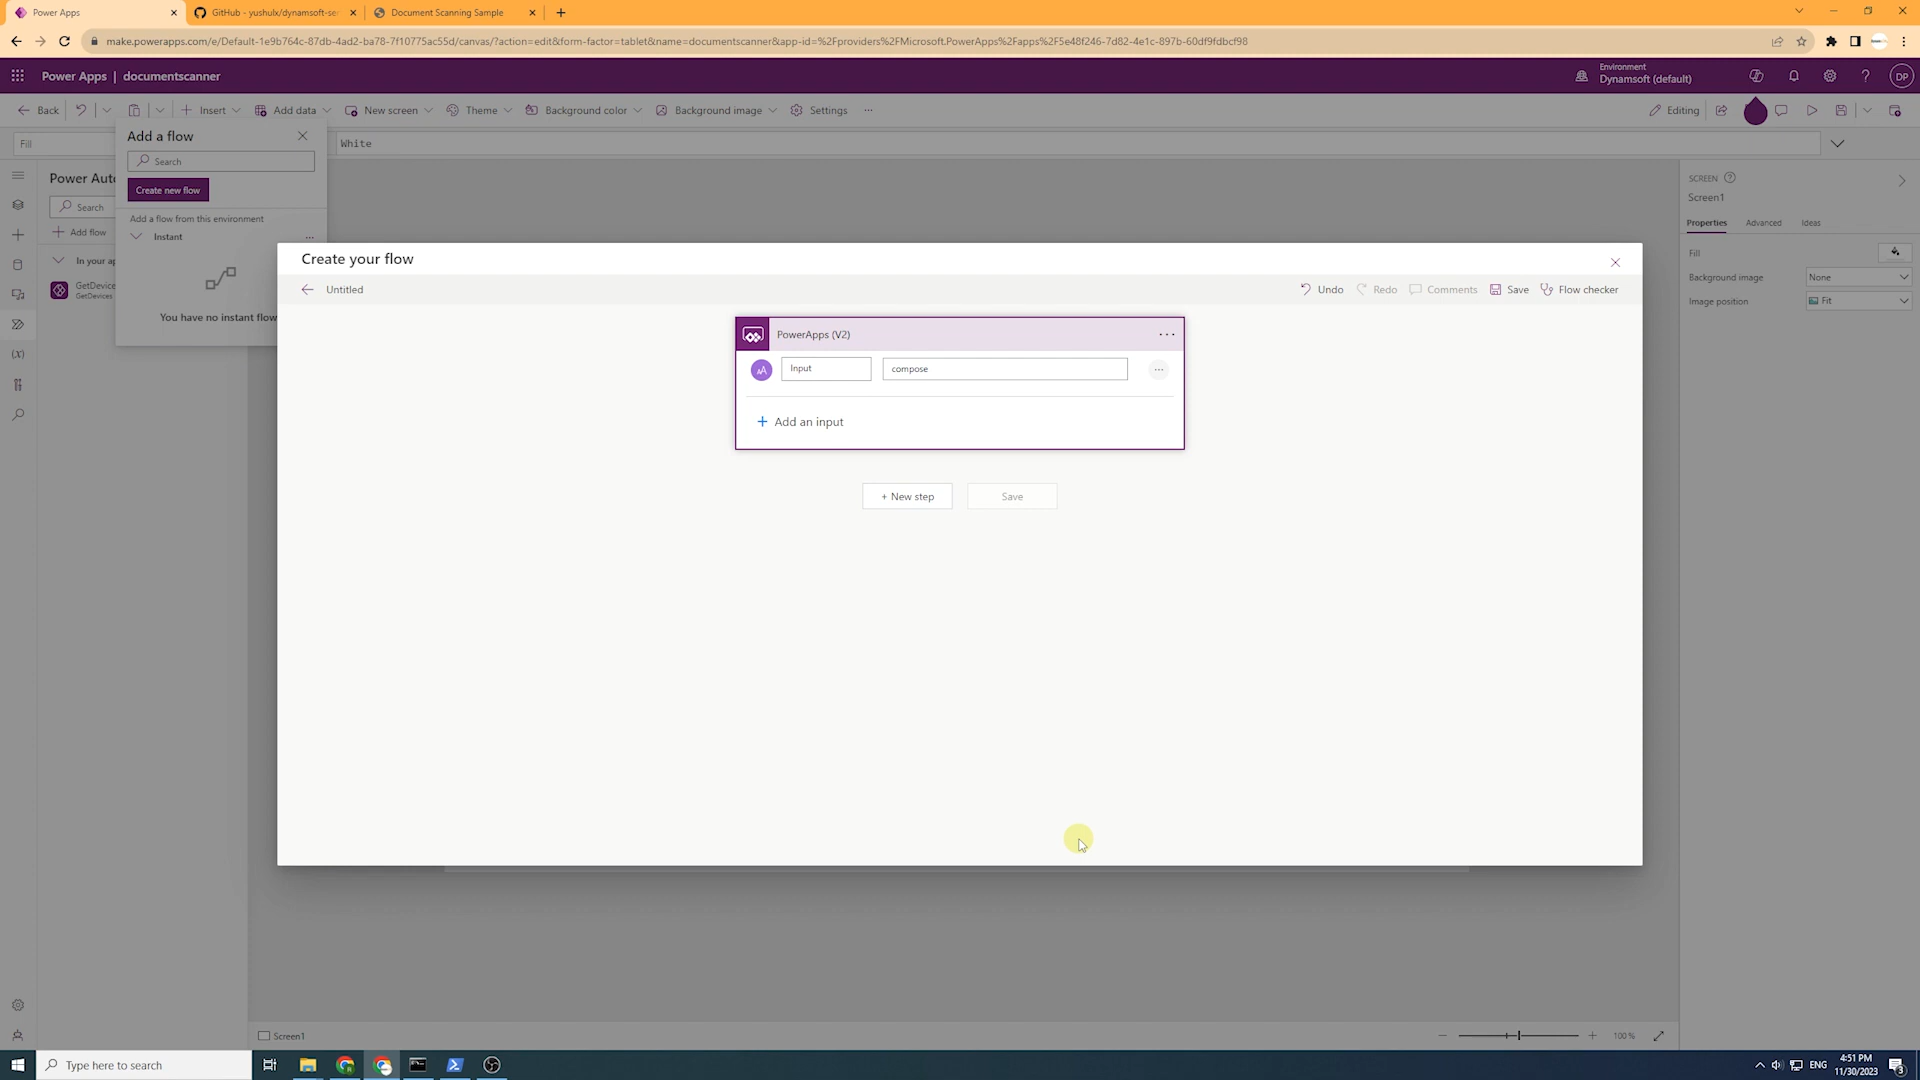 Power Apps
GitHub - yushulx/dynamsoft-ser
Document Scanning Sample
make.powerapps.com/e/Default-1e9b764c-87db-4ad2-ba78-7f10775ac55d/canvas/?action=edit&form-factor=tablet&name=documentscanner&app-id=%2Fproviders%2FMicrosoft.PowerApps%2Fapps%2F5e48f246-7d82-4e1c-897b-60df9fdbcf98
Power Apps | documentscanner
Environment
Dynamsoft (default)
DP
Back
Insert
Add data
New screen
Theme
Background color
Background image
Settings
Editing
Fill
White
Add a flow
Search
Create new flow
Add a flow from this environment
Instant
You have no instant flow
Power Aut
Search
Add flow
In your ap
GetDevice
GetDevices
Create your flow
Untitled
Undo
Redo
Comments
Save
Flow checker
PowerApps (V2)
Input
compose
+ Add an input
+ New step
Save
SCREEN
Screen1
Properties
Advanced
Ideas
Fill
Background image
None
Image position
Fit
Screen1
100 %
Type here to search
ENG
4:51 PM
11/30/2023
3